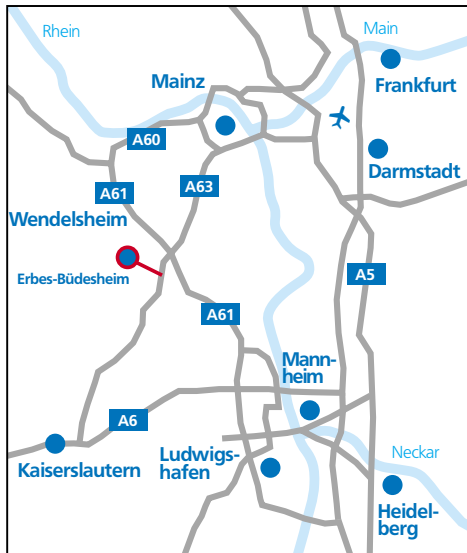 Rhein
Main
Mainz
Frankfurt
A60
Darmstadt
A61
A63
Wendelsheim
A5
Erbes-Büdesheim
A61
Mann-
heim
A6
Ludwigs-
hafen
Neckar
Kaiserslautern
Heidel-
berg